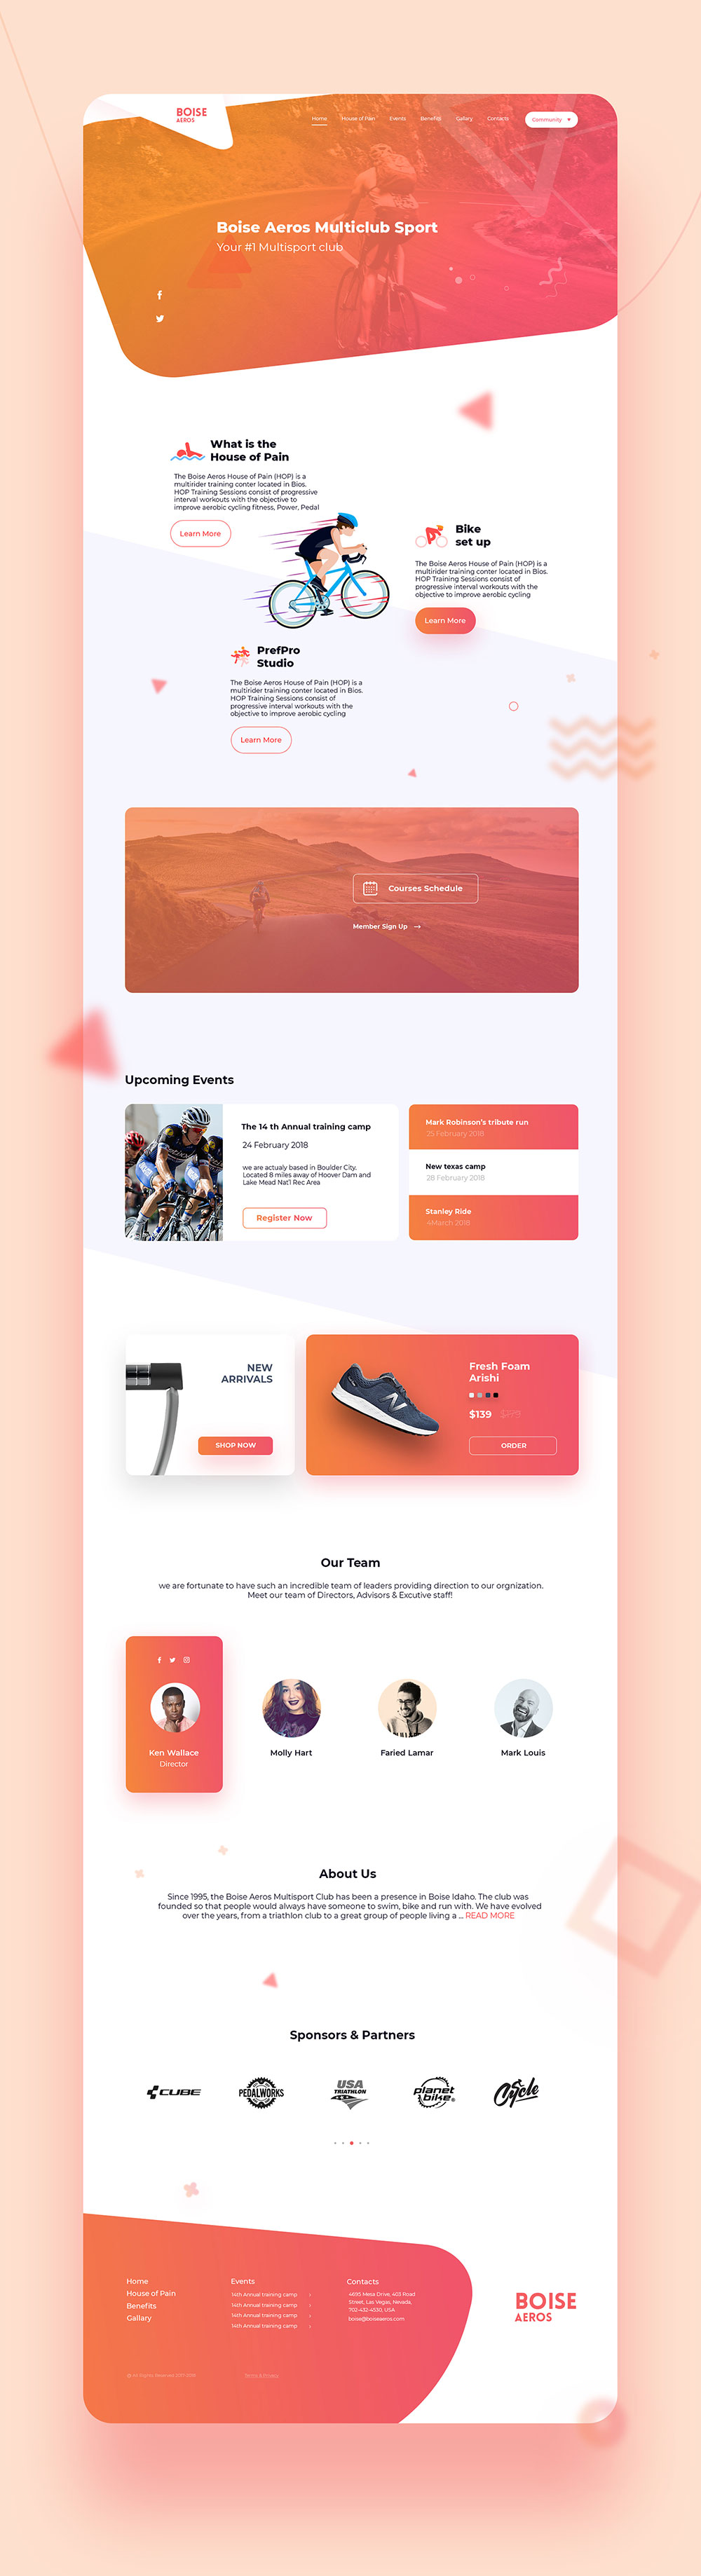 BOISE
AEROS
Home House of Pain Events Benefits Gallary Contacts Community
Boise Aeros Multiclub Sport
Your #1 Multisport club
What is the
House of Pain
The Boise Aeros House of Pain (HOP) is a
multirider training conter located in Bios.
HOP Training Sessions consist of progressive
interval workouts with the objective to
improve aerobic cycling fitness, Power, Pedal
Learn More
Bike
set up
The Boise Aeros House of Pain (HOP) is a
multirider training conter located in Bios.
HOP Training Sessions consist of
progressive interval workouts with the
objective to improve aerobic cycling
Learn More
PrefPro
Studio
The Boise Aeros House of Pain (HOP) is a
multirider training conter located in Bios.
HOP Training Sessions consist of
progressive interval workouts with the
objective to improve aerobic cycling
Learn More
Courses Schedule
Member Sign Up →
Upcoming Events
The 14 th Annual training camp
24 February 2018
we are actualy based in Boulder City.
Located 8 miles away of Hoover Dam and
Lake Mead Nat'l Rec Area
Register Now
Mark Robinson's tribute run
25 February 2018
New texas camp
28 February 2018
Stanley Ride
4March 2018
NEW
ARRIVALS
SHOP NOW
Fresh Foam
Arishi
$139 $179
ORDER
Our Team
we are fortunate to have such an incredible team of leaders providing direction to our orgnization.
Meet our team of Directors, Advisors & Excutive staff!
Ken Wallace
Director
Molly Hart
Faried Lamar
Mark Louis
About Us
Since 1995, the Boise Aeros Multisport Club has been a presence in Boise Idaho. The club was
founded so that people would always have someone to swim, bike and run with. We have evolved
over the years, from a triathlon club to a great group of people living a ... READ MORE
Sponsors & Partners
CUBE
PEDALWORKS
USA
TRIATHLON
planet
bike
Cycle
Home
House of Pain
Benefits
Gallary
Events
14th Annual training camp
14th Annual training camp
14th Annual training camp
14th Annual training camp
Contacts
4695 Mesa Drive, 403 Road
Street, Las Vegas, Nevada,
702-432-4530, USA
boise@boiseaeros.com
BOISE
AEROS
@ All Rights Reserved 2017-2018
Terms & Privacy